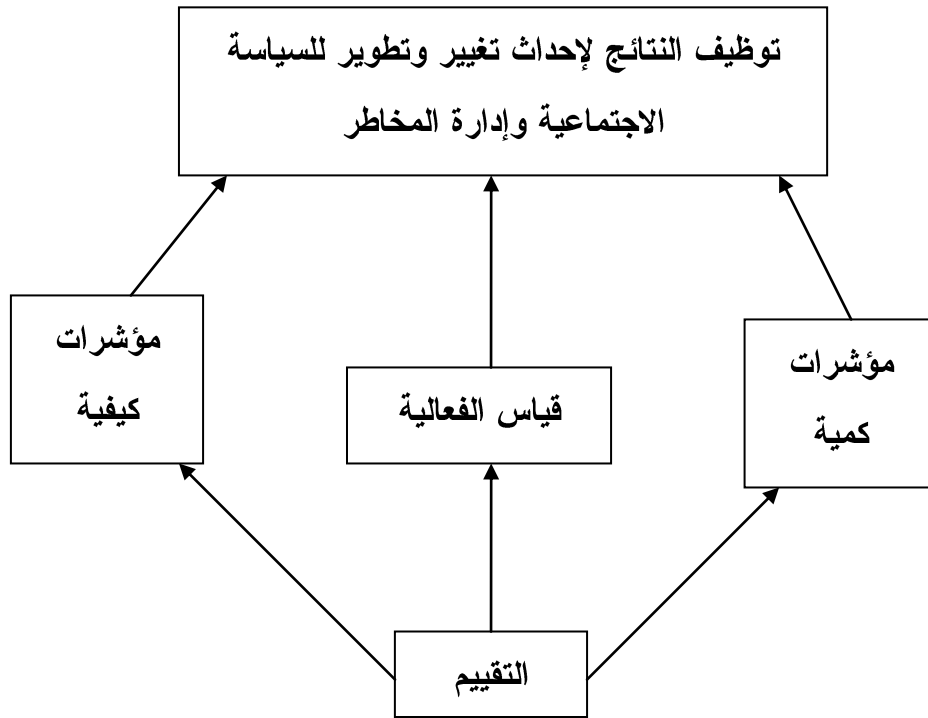 توظيف النتائج لإحداث تغيير وتطوير للسياسة
الاجتماعية وإدارة المخاطر
مؤشرات
كمية
قياس الفعالية
مؤشرات
كيفية
التقييم